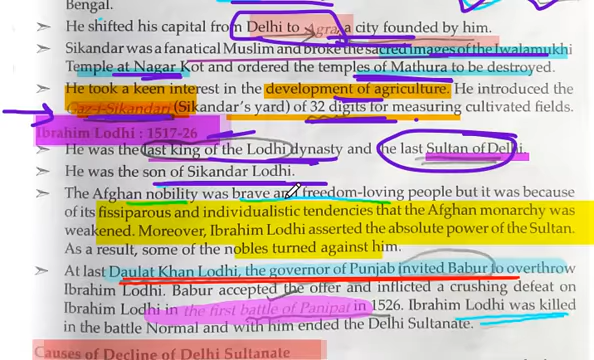 Bengal.
➢ He shifted his capital from Delhi to Agra, a city founded by him.
➢ Sikandar was a fanatical Muslim and broke the sacred images of the Jwalamukhi
Temple at Nagar Kot and ordered the temples of Mathura to be destroyed.
➢ He took a keen interest in the development of agriculture. He introduced the
Gaz-i-Sikandari (Sikandar's yard) of 32 digits for measuring cultivated fields.
Ibrahim Lodhi : 1517-26
➢ He was the last king of the Lodhi dynasty and the last Sultan of Delhi.
➢ He was the son of Sikandar Lodhi.
➢ The Afghan nobility was brave and freedom-loving people but it was because
of its fissiparous and individualistic tendencies that the Afghan monarchy was
weakened. Moreover, Ibrahim Lodhi asserted the absolute power of the Sultan.
As a result, some of the nobles turned against him.
➢ At last Daulat Khan Lodhi, the governor of Punjab invited Babur to overthrow
Ibrahim Lodhi. Babur accepted the offer and inflicted a crushing defeat on
Ibrahim Lodhi in the first battle of Panipat in 1526. Ibrahim Lodhi was killed
in the battle Normal and with him ended the Delhi Sultanate.
Causes of Decline of Delhi Sultanate